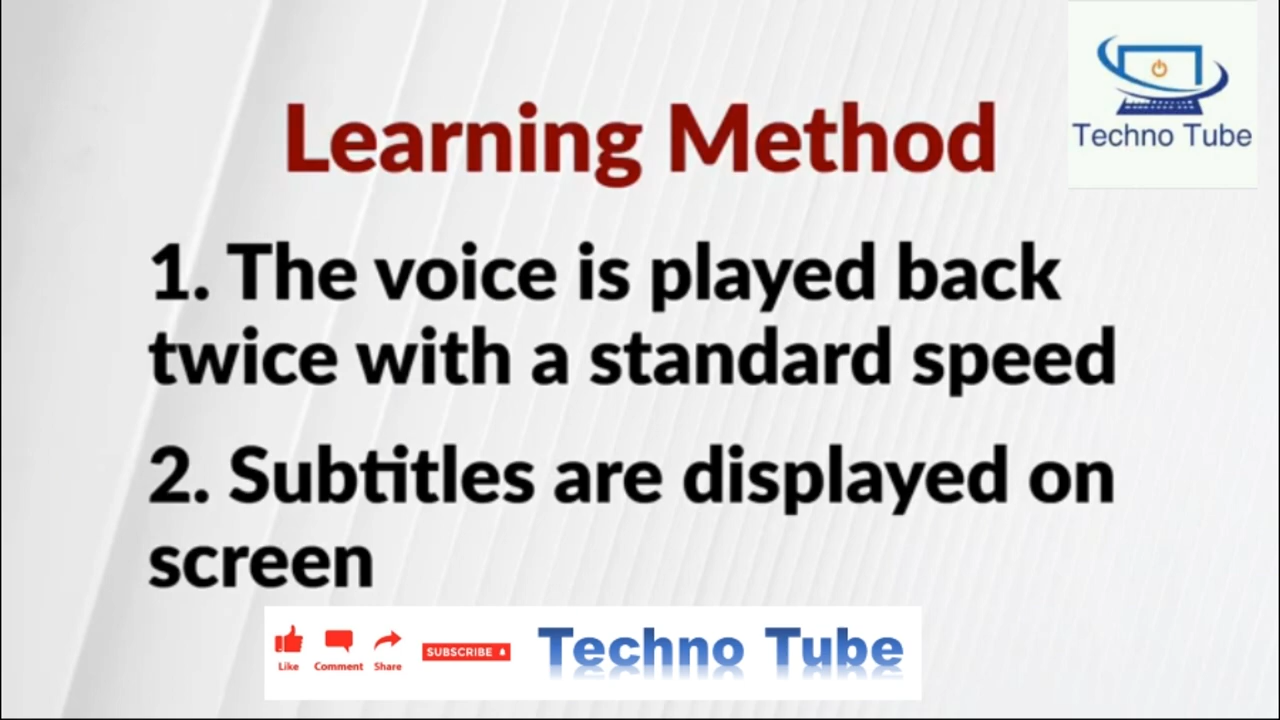 Techno Tube
Learning Method
1. The voice is played back
twice with a standard speed
2. Subtitles are displayed on
screen
Like Comment Share
SUBSCRIBE
Techno Tube